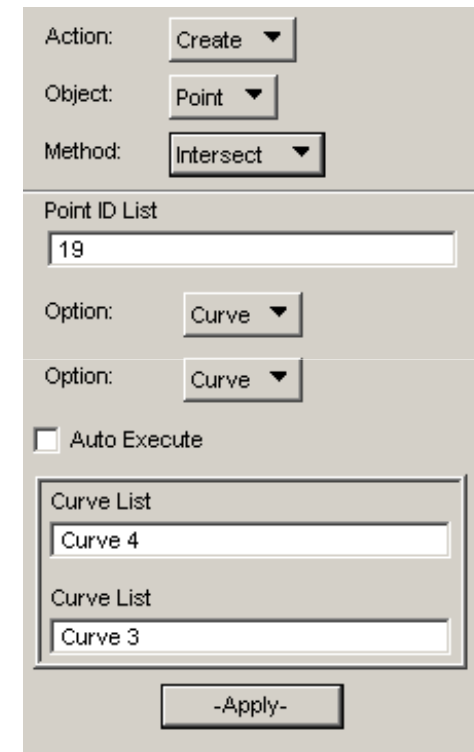 Action: Create
Object: Point
Method: Intersect
Point ID List
19
Option: Curve
Option: Curve
Auto Execute
Curve List
Curve 4
Curve List
Curve 3
-Apply-